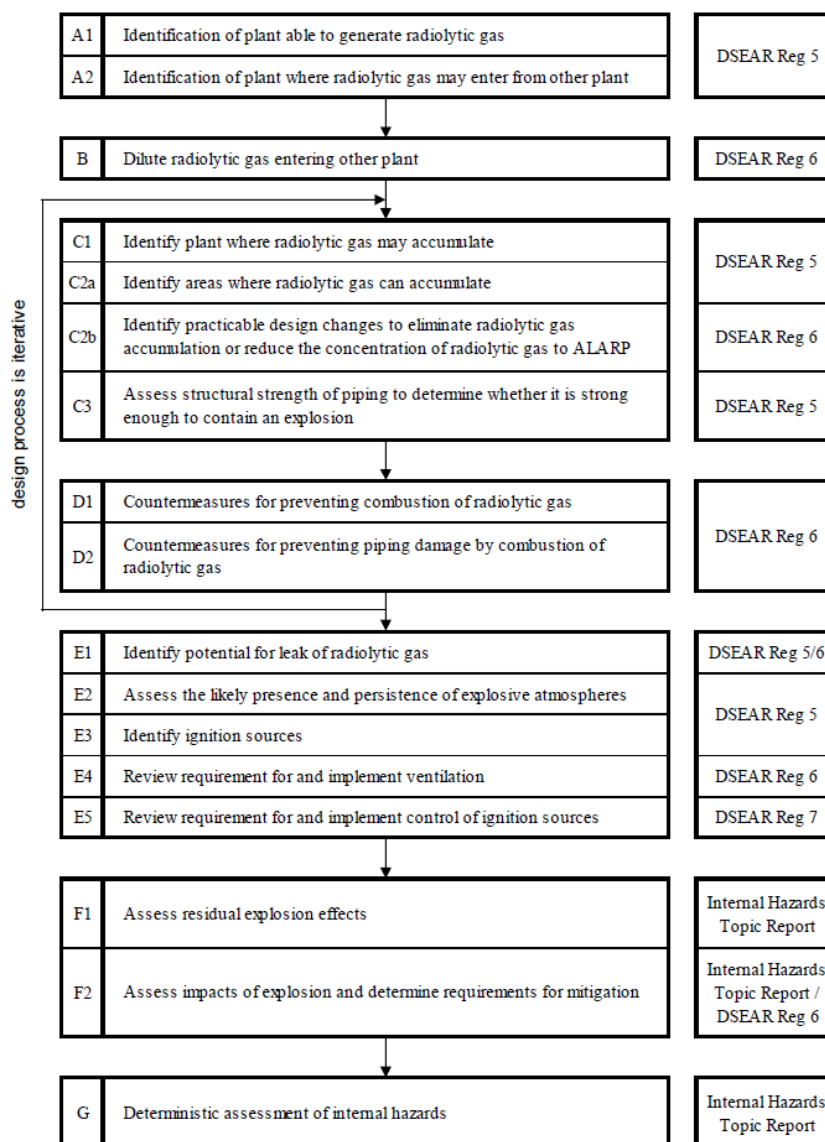 A1 Identification of plant able to generate radiolytic gas
DSEAR Reg 5
A2 Identification of plant where radiolytic gas may enter from other plant
B Dilute radiolytic gas entering other plant
DSEAR Reg 6
design process is iterative
C1 Identify plant where radiolytic gas may accumulate
DSEAR Reg 5
C2a Identify areas where radiolytic gas can accumulate
C2b Identify practicable design changes to eliminate radiolytic gas
accumulation or reduce the concentration of radiolytic gas to ALARP
DSEAR Reg 6
C3 Assess structural strength of piping to determine whether it is strong
enough to contain an explosion
DSEAR Reg 5
D1 Countermeasures for preventing combustion of radiolytic gas
DSEAR Reg 6
D2 Countermeasures for preventing piping damage by combustion of
radiolytic gas
E1 Identify potential for leak of radiolytic gas
DSEAR Reg 5/6
E2 Assess the likely presence and persistence of explosive atmospheres
DSEAR Reg 5
E3 Identify ignition sources
E4 Review requirement for and implement ventilation
DSEAR Reg 6
E5 Review requirement for and implement control of ignition sources
DSEAR Reg 7
F1 Assess residual explosion effects
Internal Hazards
Topic Report
F2 Assess impacts of explosion and determine requirements for mitigation
Internal Hazards
Topic Report /
DSEAR Reg 6
G Deterministic assessment of internal hazards
Internal Hazards
Topic Report